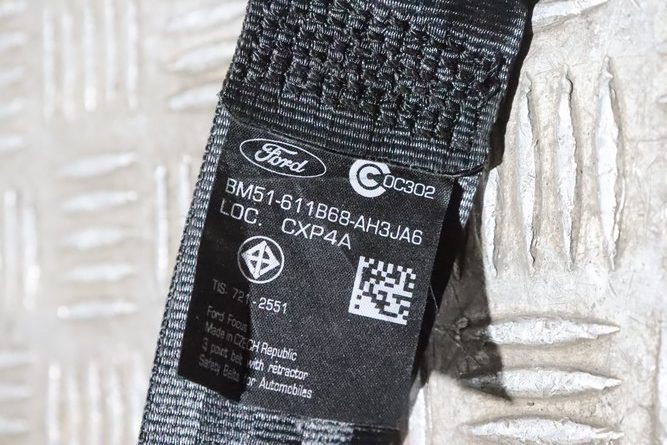 Ford
C OC302
BM51-611B68-AH3JA6
LOC. CXP4A
TIS. 721-2551
Ford Focus
Made in CZECH Republic
3 point belt with retractor
Safety Belts for Automobiles